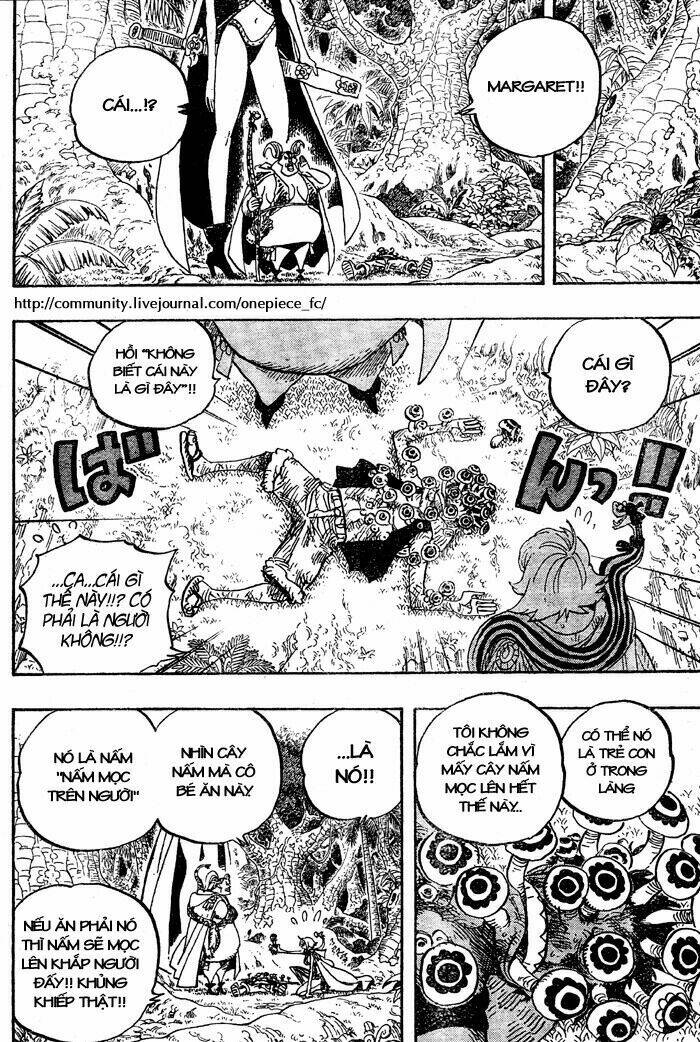 MARGARET!!
CÁI...!?
http://community.livejournal.com/onepiece_fc/
CÁI GÌ
ĐÂY?
HỒI "KHÔNG
BIẾT CÁI NÀY
LÀ GÌ ĐÂY"!!
ば
んっ!!
...CA...CÁI GÌ
THẾ NÀY!!? CÓ
PHẢI LÀ NGƯỜI
KHÔNG!!?
CÓ THỂ NÓ
LÀ TRẺ CON
Ở TRONG
LÀNG
TÔI KHÔNG
CHẮC LẮM VÌ
MẤY CÂY NẤM
MỌC LÊN HẾT
THẾ NÀY..
...LÀ
NÓ!!
NHÌN CÂY
NẤM MÀ CÔ
BÉ ĂN NÀY.
NÓ LÀ NẤM
"NẤM MỌC
TRÊN NGƯỜI"
NẾU ĂN PHẢI NÓ
THÌ NẤM SẼ MỌC
LÊN KHẮP NGƯỜI
ĐẤY!! KHỦNG
KHIẾP THẬT!!